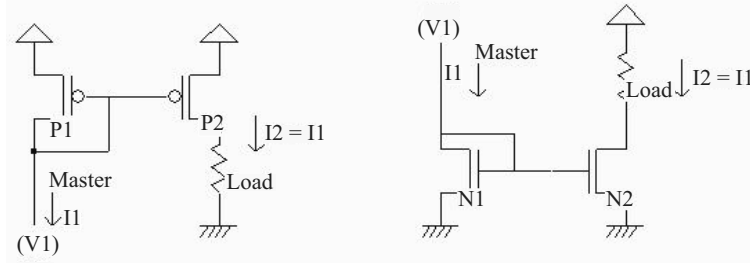 P1
P2
I2 = I1
Load
Master
I1
(V1)
(V1)
Master
I1
Load
I2 = I1
N1
N2